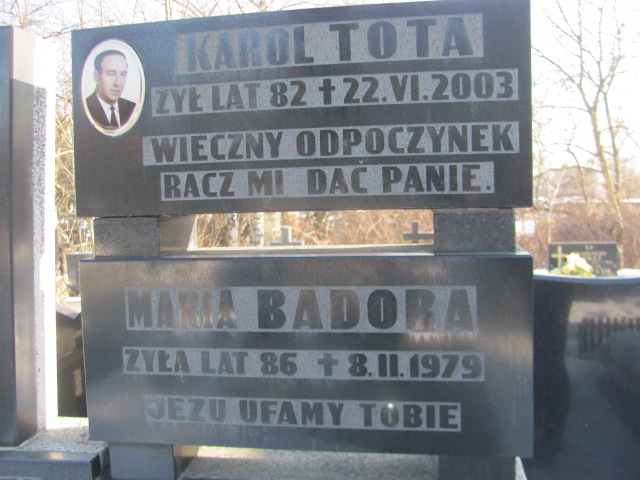 KAROL TOTA
ŻYŁ LAT 82 ✝ 22.VI.2003
WIECZNY ODPOCZYNEK
RACZ MI DAĆ PANIE.
MARIA BADORA
ŻYŁA LAT 86 ✝ 8.II.1979
JEZU UFAMY TOBIE